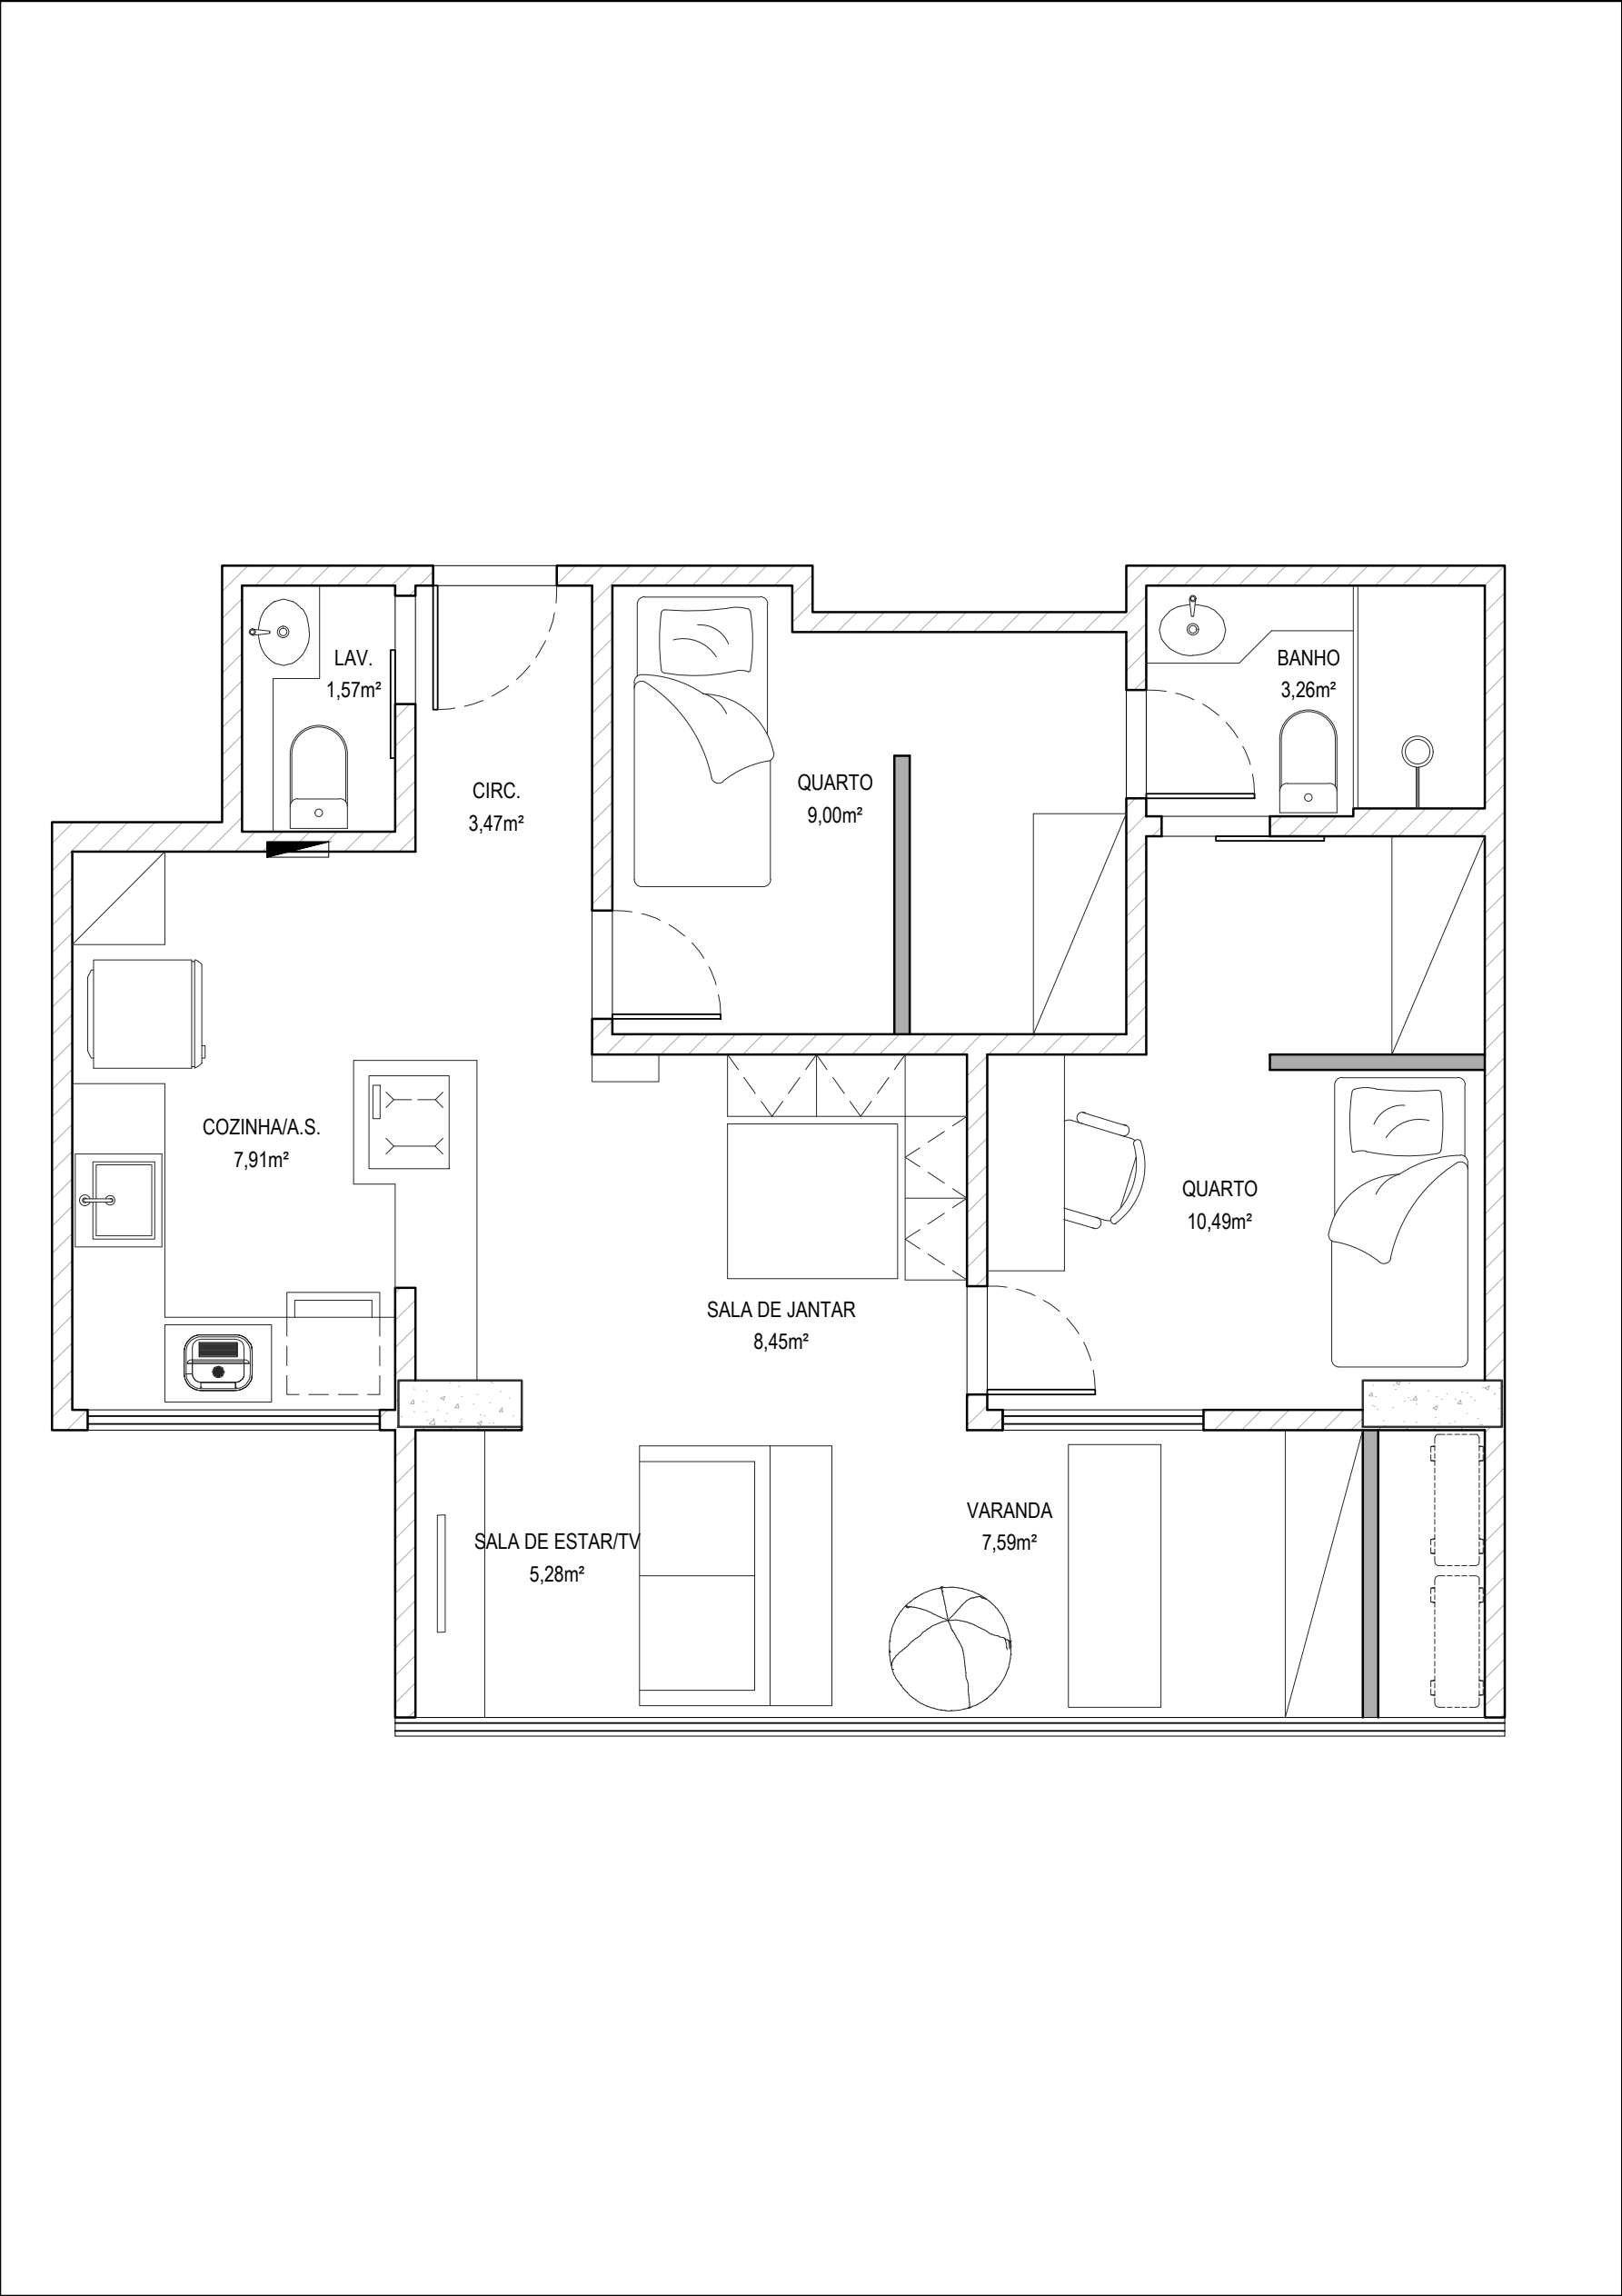 LAV.
1,57m²
BANHO
3,26m²
CIRC.
3,47m²
QUARTO
9,00m²
COZINHA/A.S.
7,91m²
QUARTO
10,49m²
SALA DE JANTAR
8,45m²
SALA DE ESTAR/TV
5,28m²
VARANDA
7,59m²